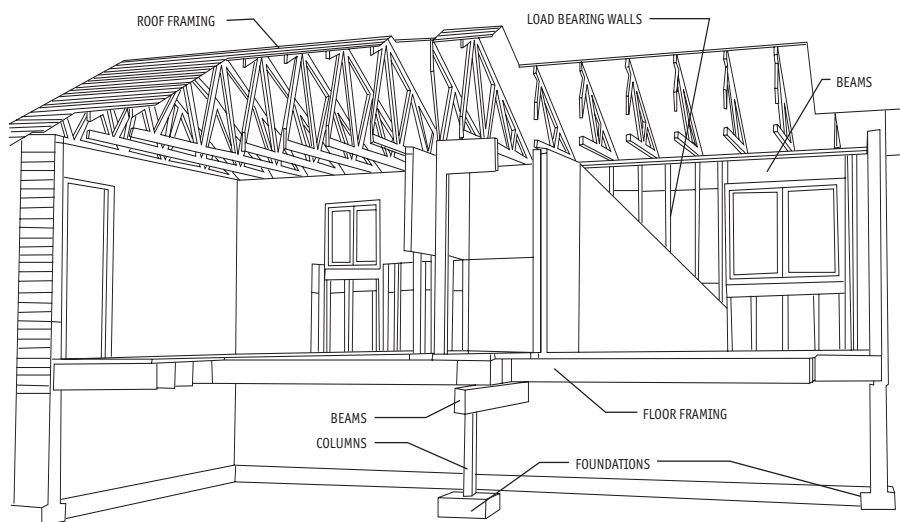 ROOF FRAMING
LOAD BEARING WALLS
BEAMS
BEAMS
FLOOR FRAMING
COLUMNS
FOUNDATIONS